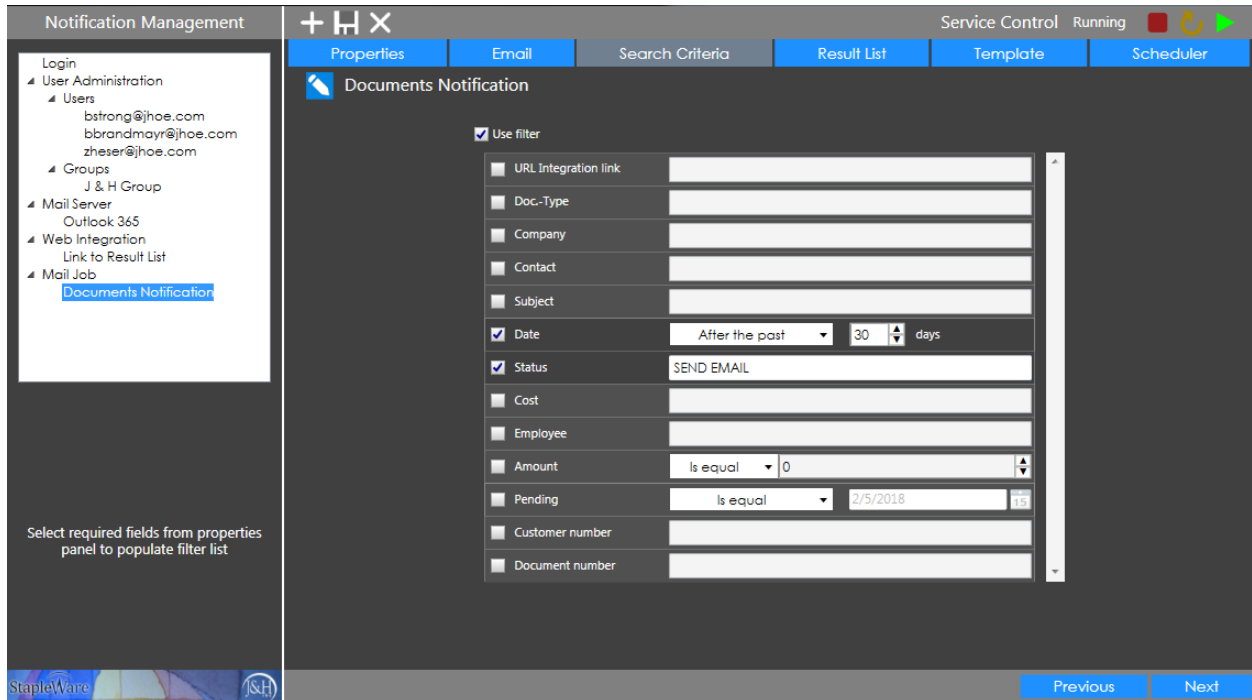 Notification Management
Service Control Running
Properties Email Search Criteria Result List Template Scheduler
Login
User Administration
Users
bstrong@jhoe.com
bbrandmayr@jhoe.com
zheser@jhoe.com
Groups
J & H Group
Mail Server
Outlook 365
Web Integration
Link to Result List
Mail Job
Documents Notification
Select required fields from properties
panel to populate filter list
StapleWare J&H
Documents Notification
Use filter
URL Integration link
Doc.-Type
Company
Contact
Subject
Date After the past 30 days
Status SEND EMAIL
Cost
Employee
Amount Is equal 0
Pending Is equal 2/5/2018 15
Customer number
Document number
Previous Next